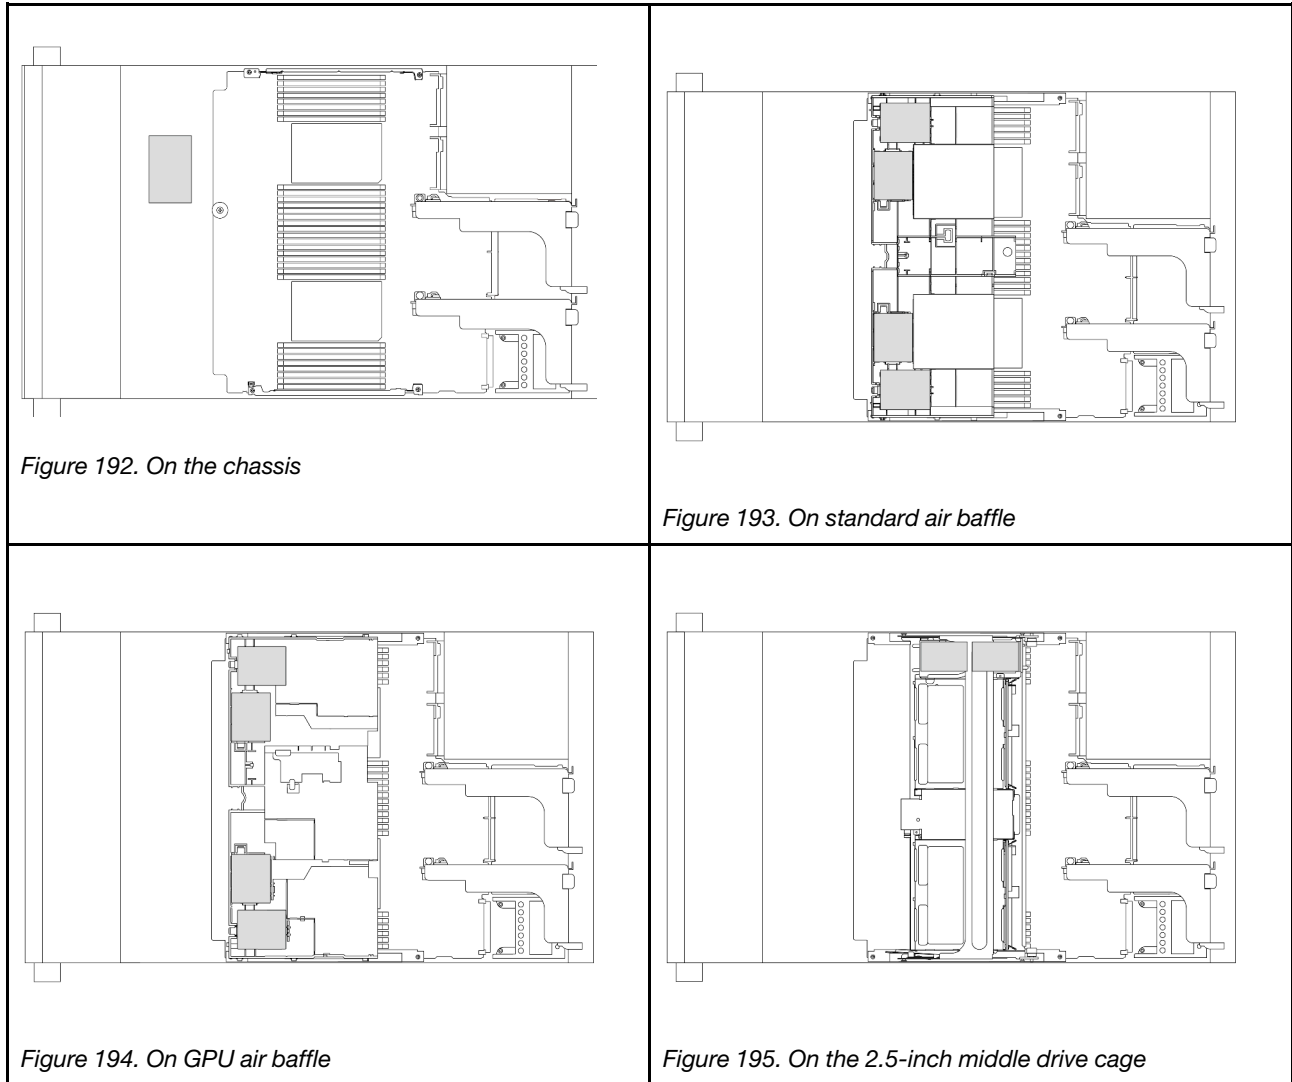 Figure 192. On the chassis
Figure 193. On standard air baffle
Figure 194. On GPU air baffle
Figure 195. On the 2.5-inch middle drive cage